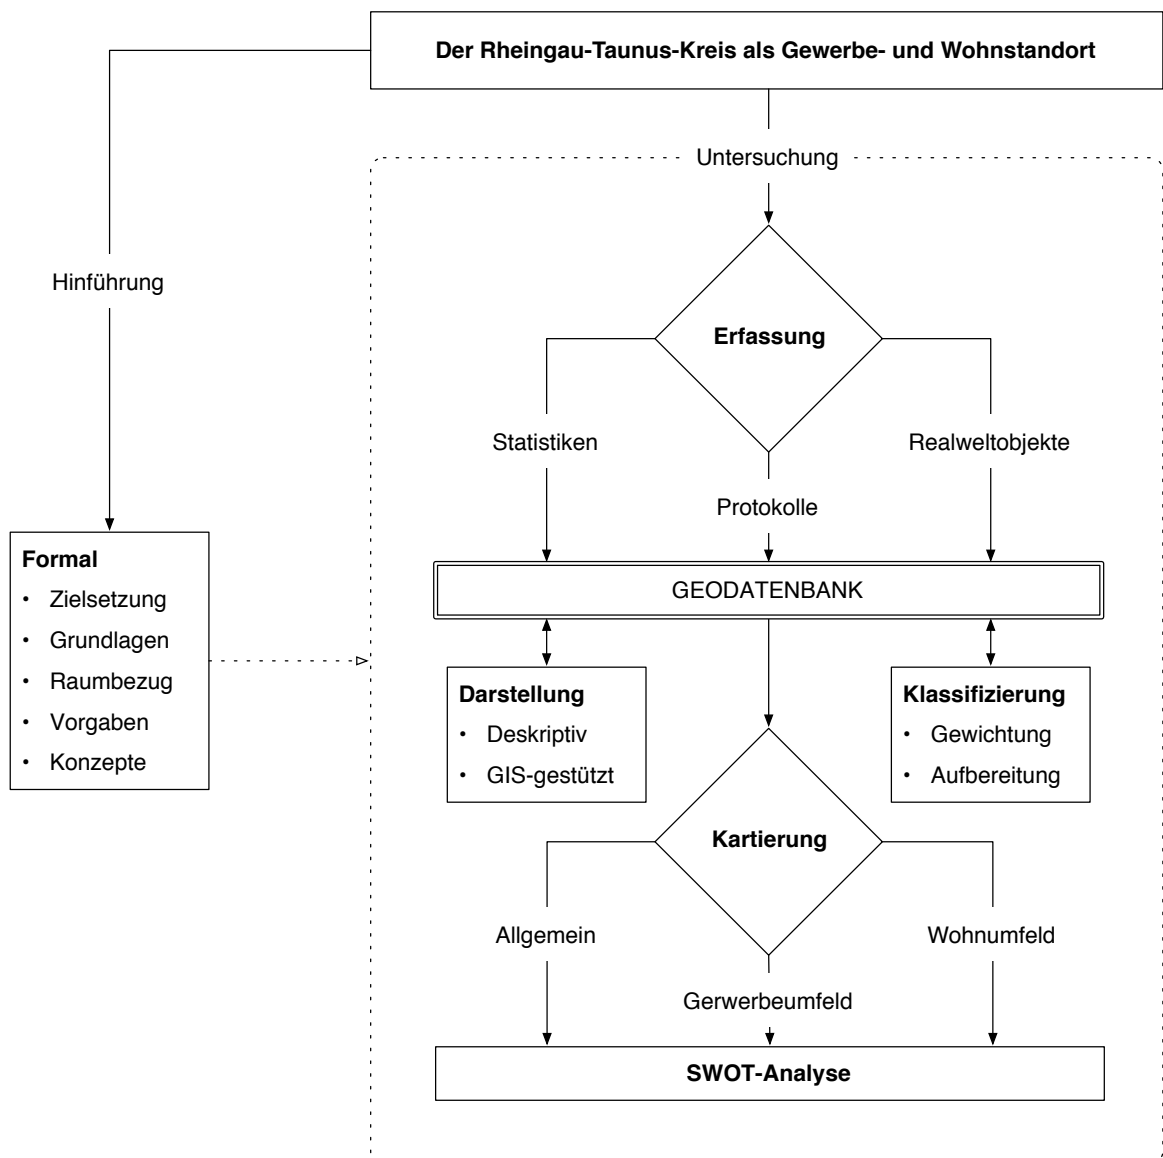 Der Rheingau-Taunus-Kreis als Gewerbe- und Wohnstandort
Untersuchung
Hinführung
Erfassung
Statistiken
Realweltobjekte
Protokolle
Formal
• Zielsetzung
• Grundlagen
• Raumbezug
• Vorgaben
• Konzepte
GEODATENBANK
Darstellung
• Deskriptiv
• GIS-gestützt
Klassifizierung
• Gewichtung
• Aufbereitung
Kartierung
Allgemein
Wohnumfeld
Gerwerbeumfeld
SWOT-Analyse